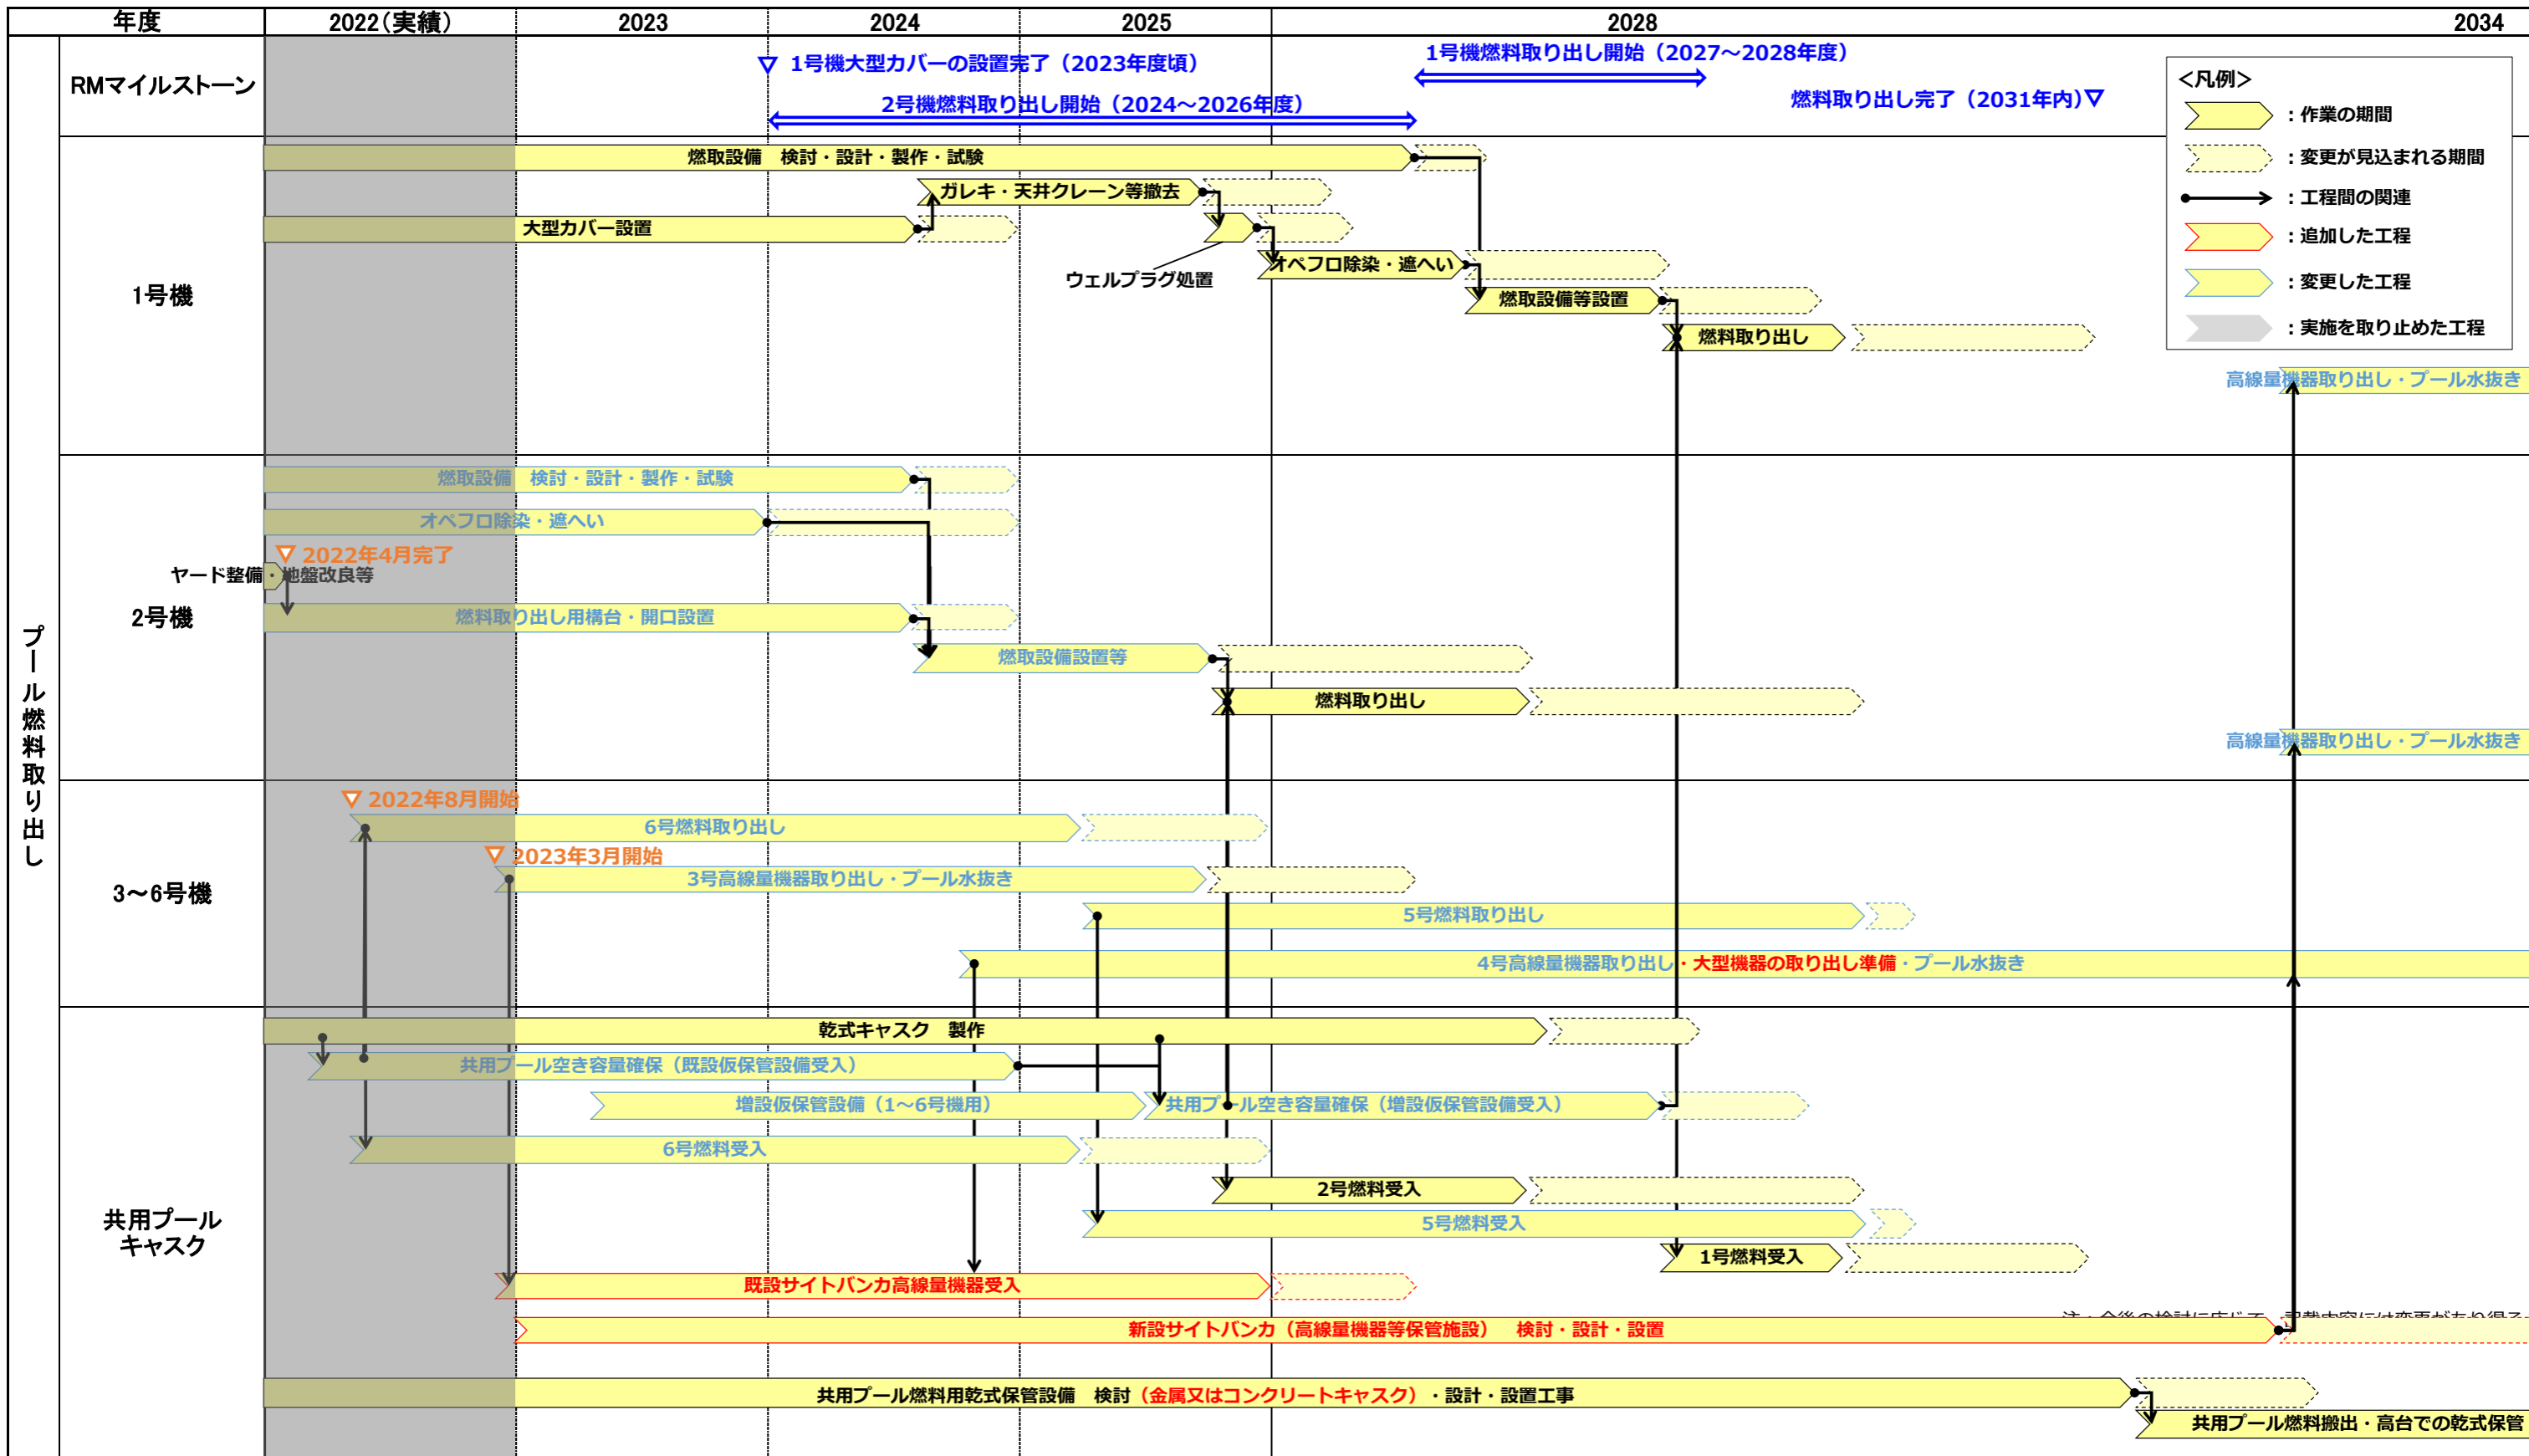 年度
2022(実績)
2023
2024
2025
2028
2034
プール燃料取り出し
RMマイルストーン
1号機大型カバーの設置完了（2023年度頃）
1号機燃料取り出し開始（2027～2028年度）
2号機燃料取り出し開始（2024～2026年度）
燃料取り出し完了（2031年内）
<凡例>
：作業の期間
：変更が見込まれる期間
：工程間の関連
：追加した工程
：変更した工程
：実施を取り止めた工程
1号機
燃取設備　検討・設計・製作・試験
ガレキ・天井クレーン等撤去
大型カバー設置
ウェルプラグ処置
オペフロ除染・遮へい
燃取設備等設置
燃料取り出し
高線量機器取り出し・プール水抜き
2号機
燃取設備　検討・設計・製作・試験
オペフロ除染・遮へい
2022年4月完了
ヤード整備・地盤改良等
燃料取り出し用構台・開口設置
燃取設備設置等
燃料取り出し
高線量機器取り出し・プール水抜き
3～6号機
2022年8月開始
6号燃料取り出し
2023年3月開始
3号高線量機器取り出し・プール水抜き
5号燃料取り出し
4号高線量機器取り出し・大型機器の取り出し準備・プール水抜き
共用プール
キャスク
乾式キャスク　製作
共用プール空き容量確保（既設仮保管設備受入）
増設仮保管設備（1～6号機用）
共用プール空き容量確保（増設仮保管設備受入）
6号燃料受入
2号燃料受入
5号燃料受入
1号燃料受入
既設サイトバンカ高線量機器受入
新設サイトバンカ（高線量機器等保管施設）　検討・設計・設置
共用プール燃料用乾式保管設備　検討（金属又はコンクリートキャスク）・設計・設置工事
共用プール燃料搬出・高台での乾式保管